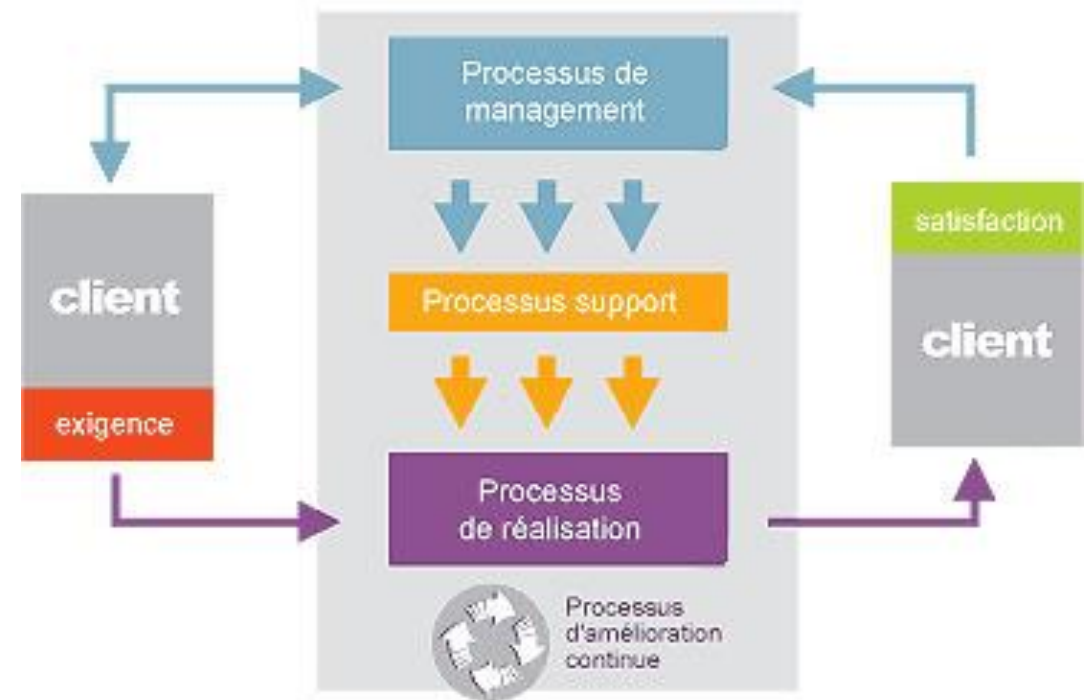 Processus de
management
client
exigence
satisfaction
client
Processus support
Processus
de réalisation
Processus
d'amélioration
continue